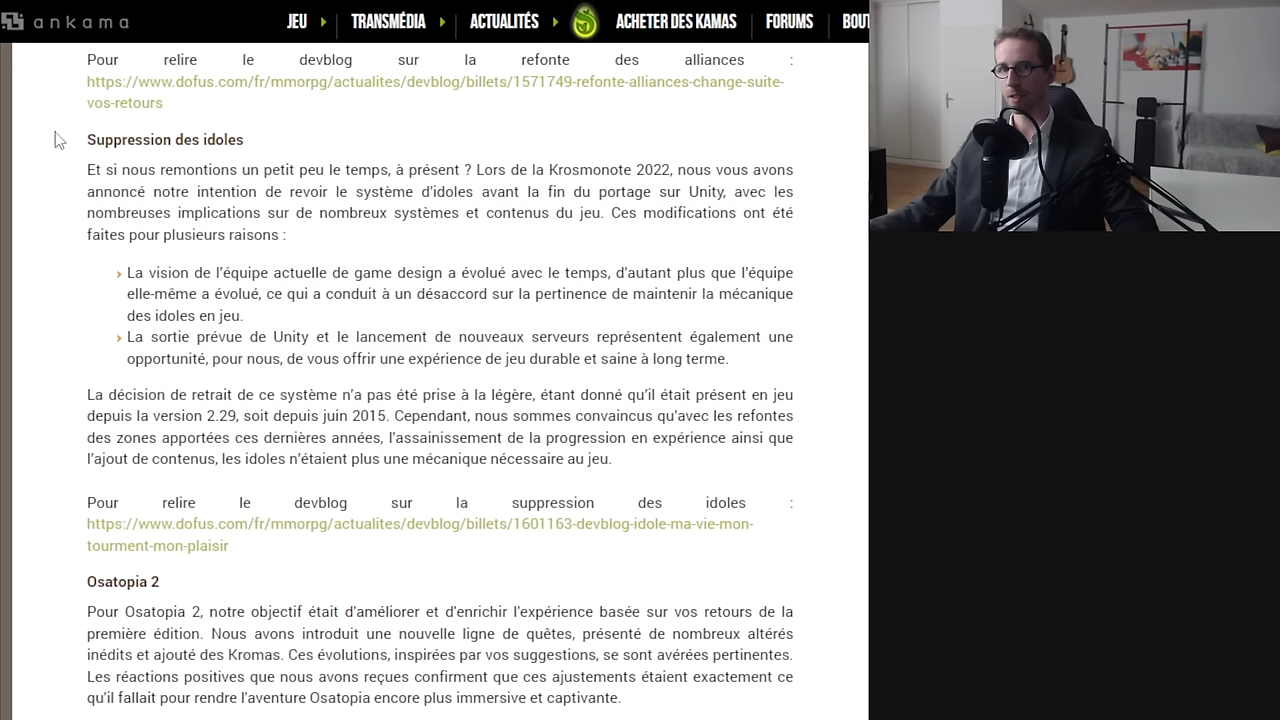 ankama
JEU
TRANSMÉDIA
ACTUALITÉS
ACHETER DES KAMAS
FORUMS
BOUT
Pour relire le devblog sur la refonte des alliances :
https://www.dofus.com/fr/mmorpg/actualites/devblog/billets/1571749-refonte-alliances-change-suite-
vos-retours
Suppression des idoles
Et si nous remontions un petit peu le temps, à présent ? Lors de la Krosmonote 2022, nous vous avons
annoncé notre intention de revoir le système d’idoles avant la fin du portage sur Unity, avec les
nombreuses implications sur de nombreux systèmes et contenus du jeu. Ces modifications ont été
faites pour plusieurs raisons :
› La vision de l’équipe actuelle de game design a évolué avec le temps, d’autant plus que l’équipe
elle-même a évolué, ce qui a conduit à un désaccord sur la pertinence de maintenir la mécanique
des idoles en jeu.
› La sortie prévue de Unity et le lancement de nouveaux serveurs représentent également une
opportunité, pour nous, de vous offrir une expérience de jeu durable et saine à long terme.
La décision de retrait de ce système n’a pas été prise à la légère, étant donné qu’il était présent en jeu
depuis la version 2.29, soit depuis juin 2015. Cependant, nous sommes convaincus qu’avec les refontes
des zones apportées ces dernières années, l’assainissement de la progression en expérience ainsi que
l’ajout de contenus, les idoles n’étaient plus une mécanique nécessaire au jeu.
Pour relire le devblog sur la suppression des idoles :
https://www.dofus.com/fr/mmorpg/actualites/devblog/billets/1601163-devblog-idole-ma-vie-mon-
tourment-mon-plaisir
Osatopia 2
Pour Osatopia 2, notre objectif était d'améliorer et d'enrichir l'expérience basée sur vos retours de la
première édition. Nous avons introduit une nouvelle ligne de quêtes, présenté de nombreux altérés
inédits et ajouté des Kromas. Ces évolutions, inspirées par vos suggestions, se sont avérées pertinentes.
Les réactions positives que nous avons reçues confirment que ces ajustements étaient exactement ce
qu'il fallait pour rendre l'aventure Osatopia encore plus immersive et captivante.